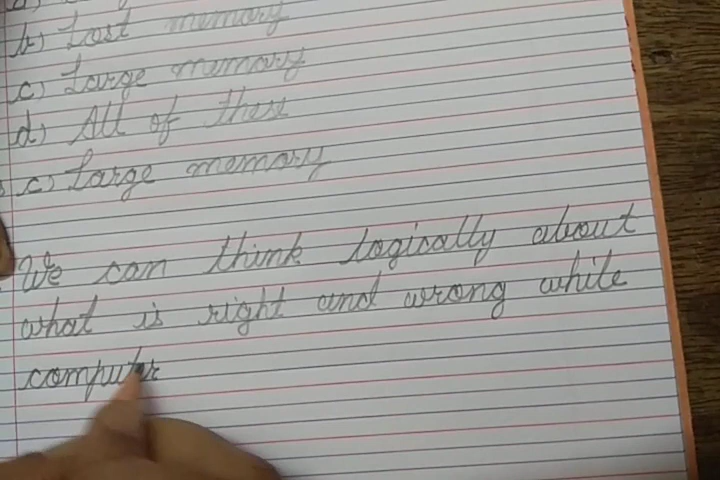 b) Lost memory
c) Large memory
d) All of these
c) Large memory
We can think logically about
what is right and wrong while
computer